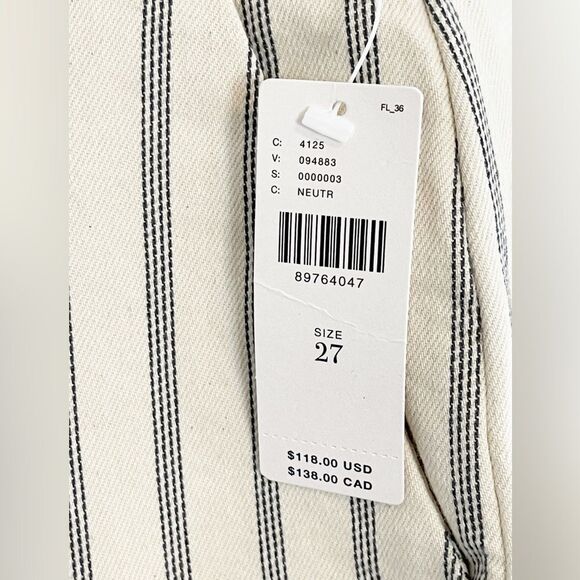 FL_36
C: 4125
V: 094883
S: 0000003
C: NEUTR
89764047
SIZE
27
$118.00 USD
$138.00 CAD